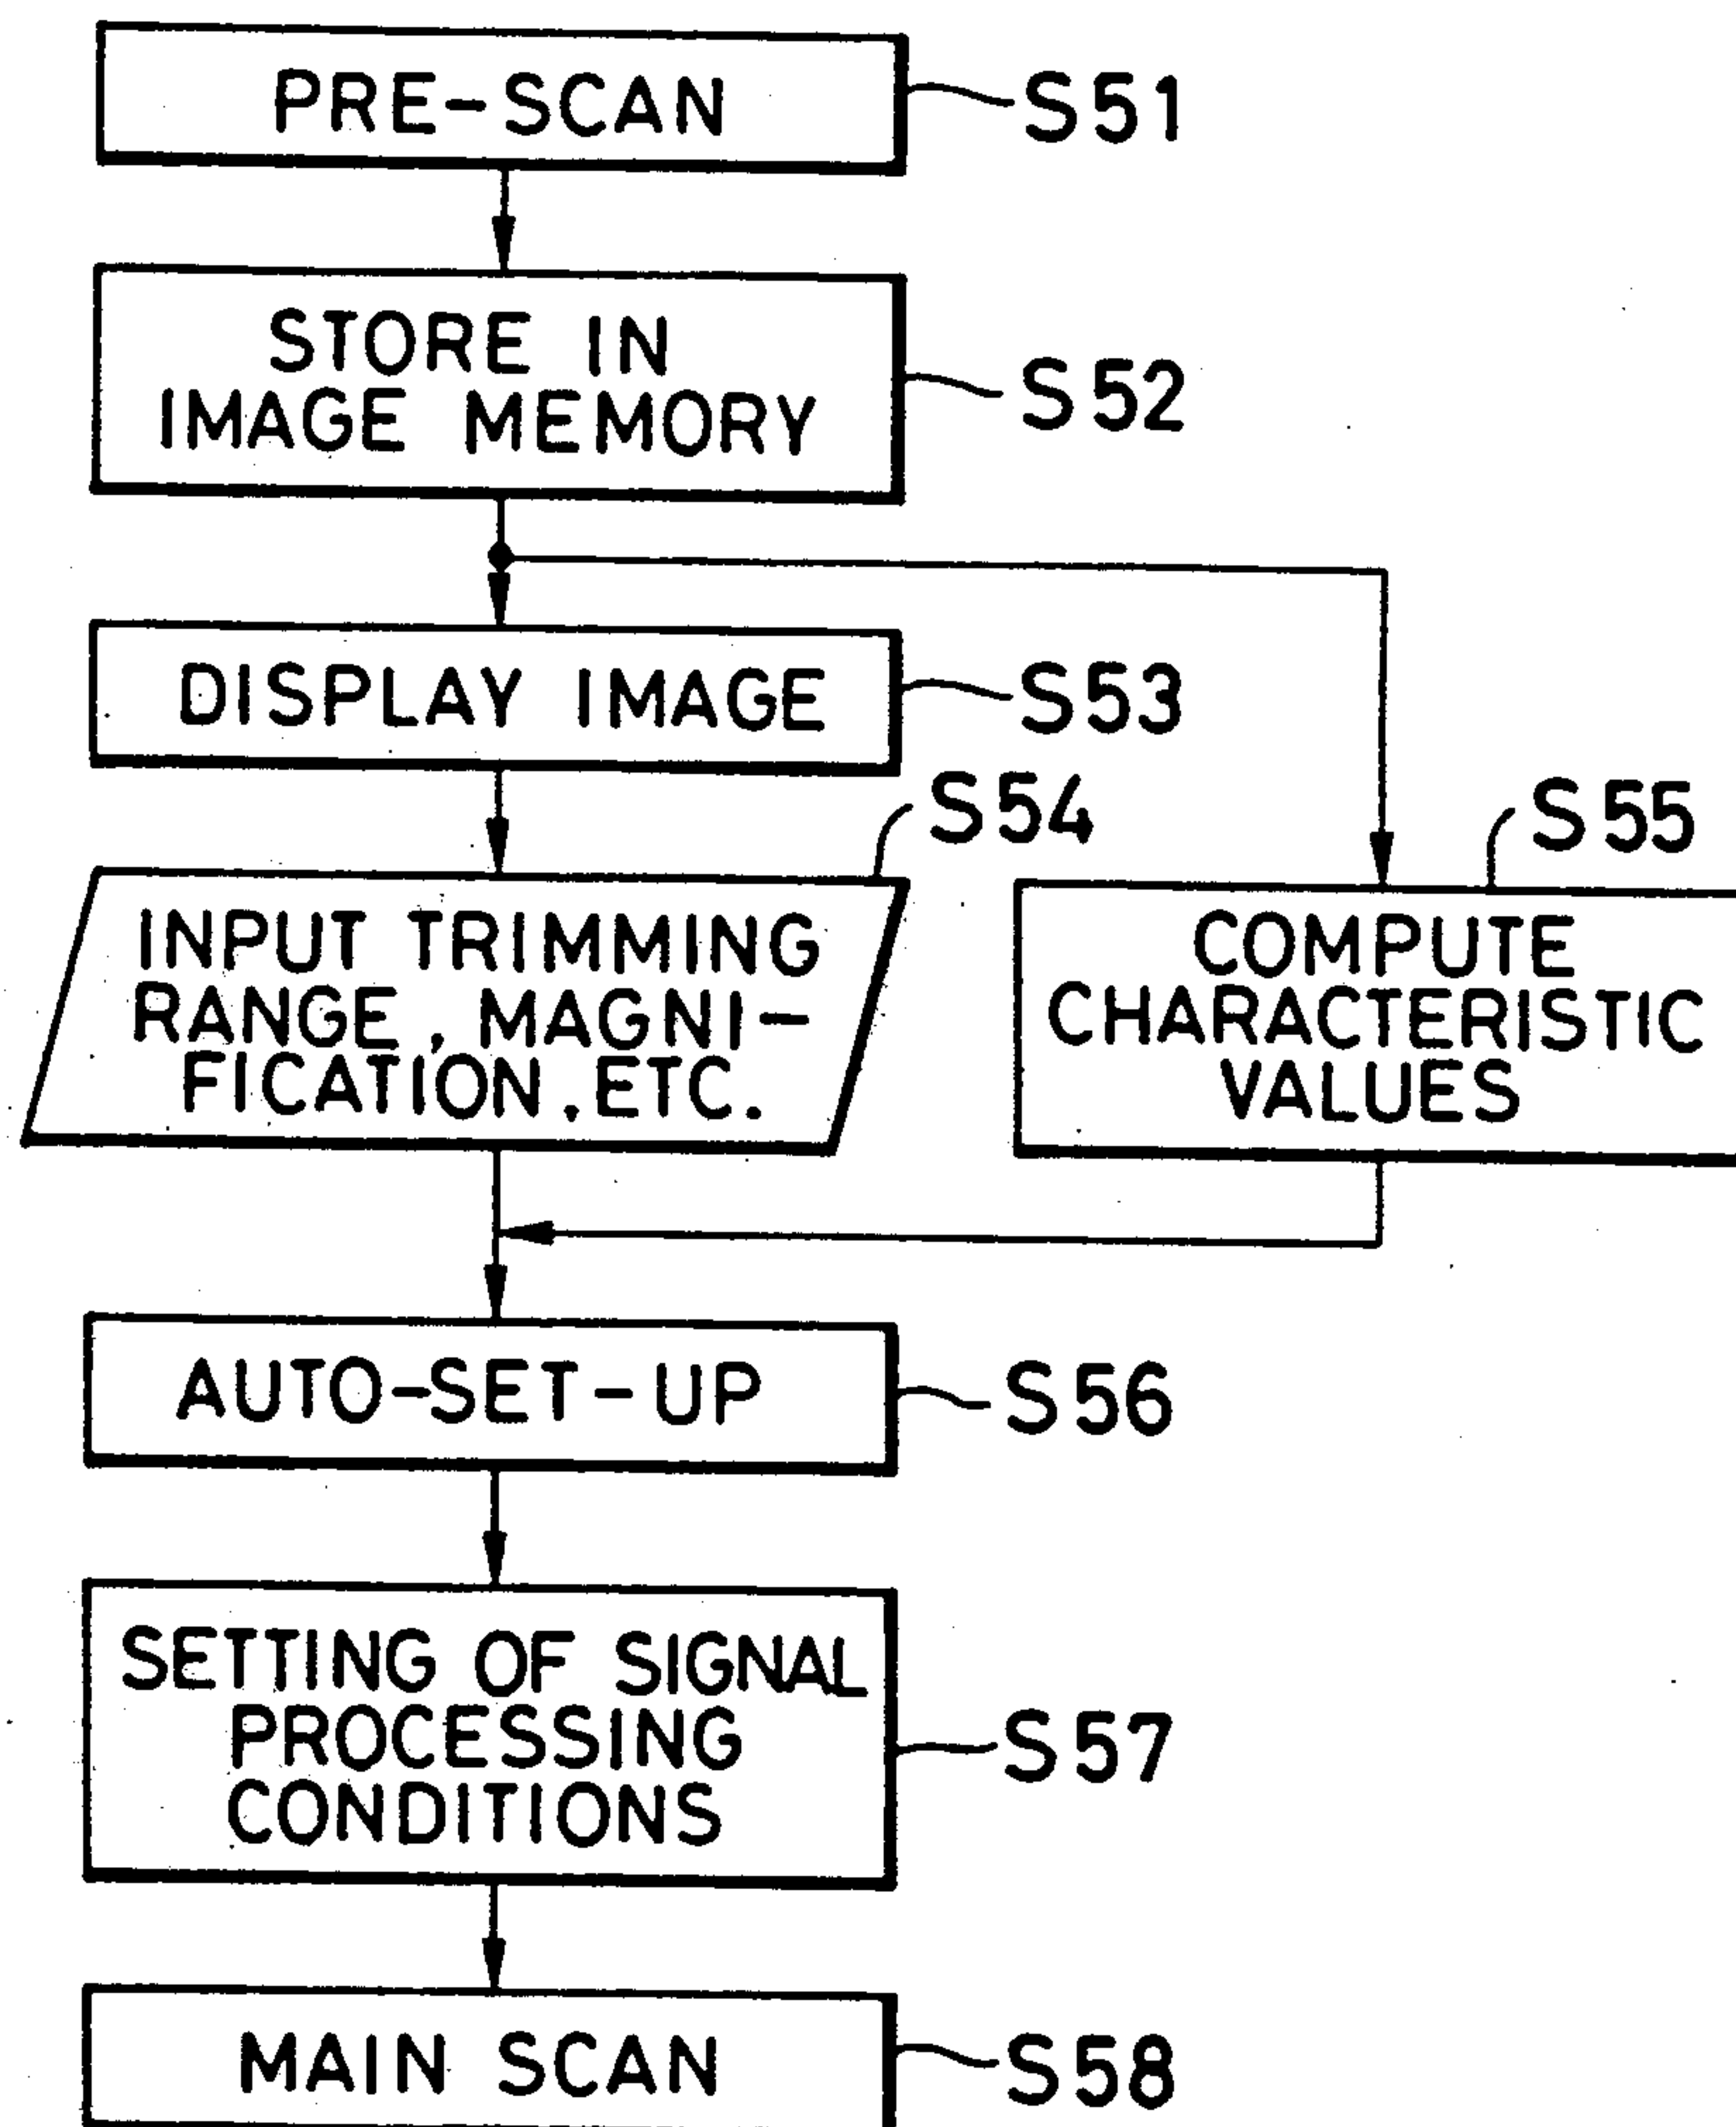 PRE-SCAN
S51
STORE IN
IMAGE MEMORY
S52
DISPLAY IMAGE
S53
S54
INPUT TRIMMING
RANGE, MAGNI-
FICATION.ETC.
S55
COMPUTE
CHARACTERISTIC
VALUES
AUTO-SET-UP
S56
SETTING OF SIGNAL
PROCESSING
CONDITIONS
S57
MAIN SCAN
S58